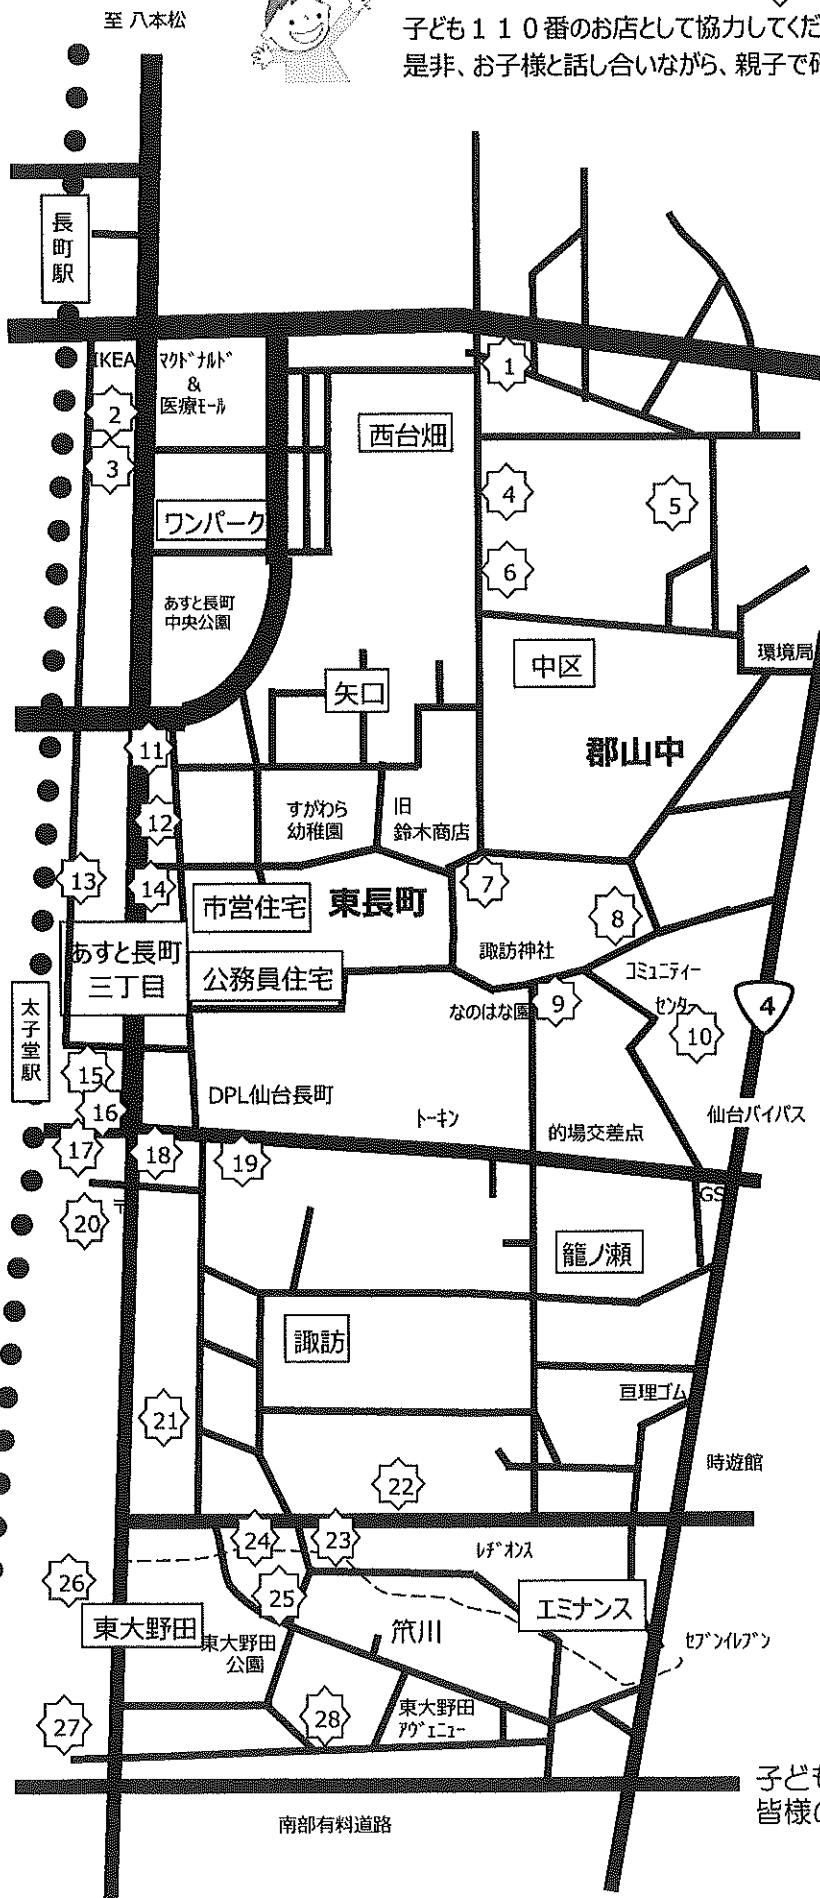 至 八本松
子ども１１０番のお店として協力してくだ
是非、お子様と話し合いながら、親子で
長町駅
IKEA
ﾏｸﾄﾞﾅﾙﾄﾞ
&
医療ﾓｰﾙ
1
2
3
西台畑
4
5
ワンパーク
6
あすと長町
中央公園
中区
環境局
矢口
郡山中
11
12
すがわら
幼稚園
旧
鈴木商店
13
14
7
市営住宅
東長町
8
あすと長町
三丁目
公務員住宅
諏訪神社
コミュニティー
センター
なのはな園
9
10
4
太子堂駅
15
DPL仙台長町
16
ﾄｰｷﾝ
的場交差点
仙台バイパス
17
18
19
GS
20
〒
籠ノ瀬
諏訪
21
亘理ゴム
22
時遊館
24
23
ﾚｼﾞｵﾝｽ
26
25
エミナンス
東大野田
東大野田
公園
笊川
ｾﾌﾞﾝｲﾚﾌﾞﾝ
27
28
東大野田
ｱｳﾞｪﾆｭｰ
子ども
皆様の
南部有料道路